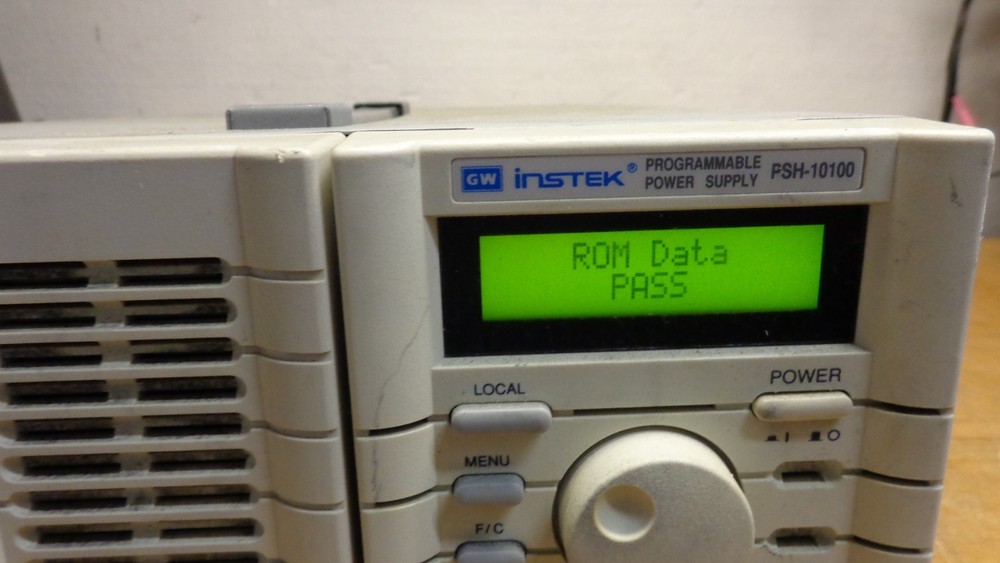 GW INSTEK® PROGRAMMABLE POWER SUPPLY PSH-10100
ROM Data
PASS
LOCAL
POWER
MENU
F/C